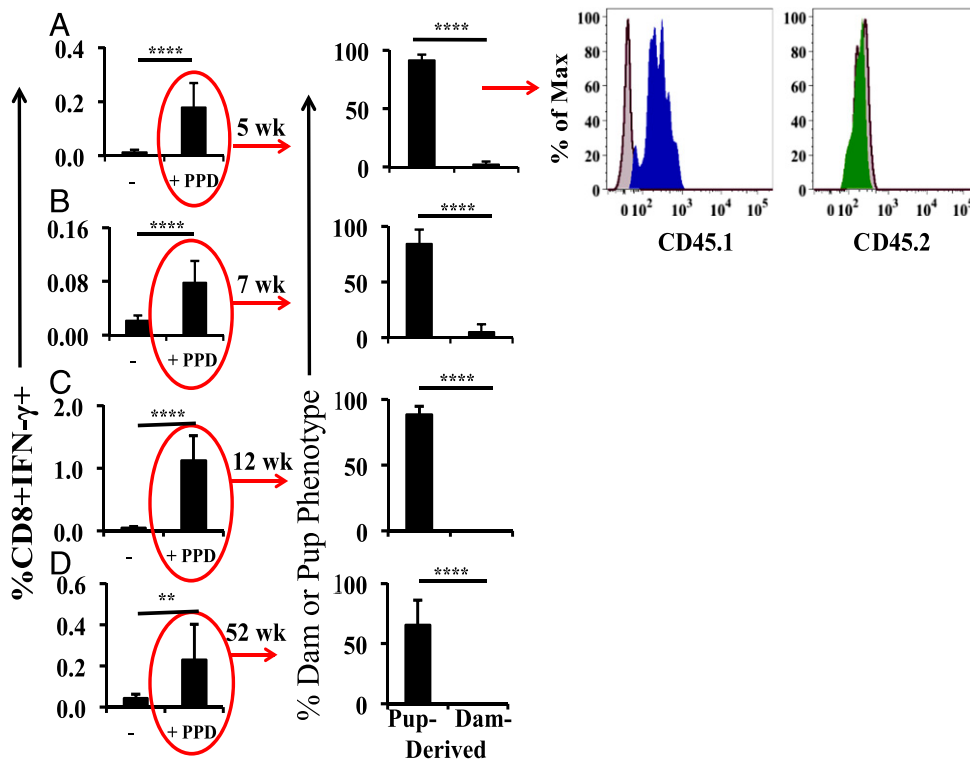 %CD8+IFN-γ+
% Dam or Pup Phenotype
A
0.4
0.2
0.0
****
-
+ PPD
5 wk
100
50
0
****
% of Max
100
80
60
40
20
0
0 10² 10³ 10⁴ 10⁵
CD45.1
100
80
60
40
20
0
0 10² 10³ 10⁴ 10⁵
CD45.2
B
0.16
0.08
0.00
****
-
+ PPD
7 wk
100
50
0
****
C
2.0
1.0
0.0
****
-
+ PPD
12 wk
100
50
0
****
D
0.6
0.4
0.2
0.0
**
-
+ PPD
52 wk
100
50
0
****
Pup- Dam-
Derived